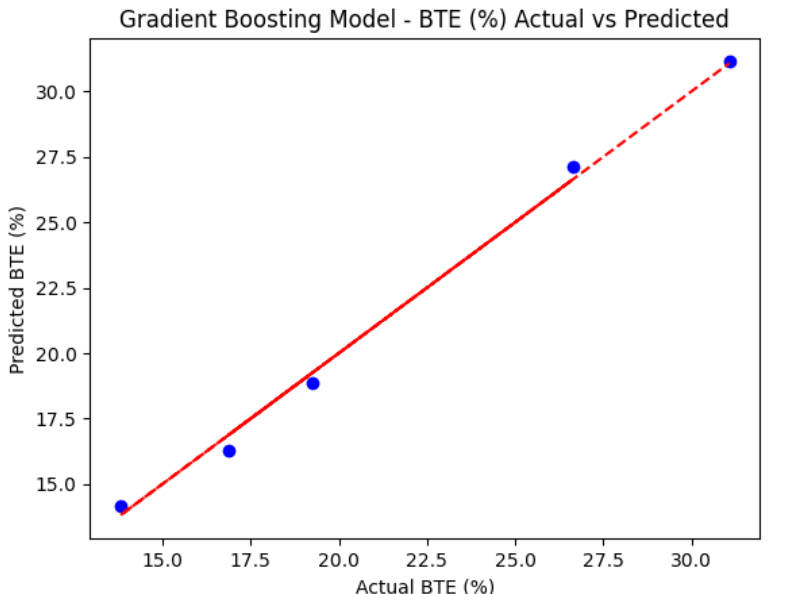 Gradient Boosting Model - BTE (%) Actual vs Predicted
30.0
27.5
25.0
22.5
20.0
17.5
15.0
Predicted BTE (%)
15.0 17.5 20.0 22.5 25.0 27.5 30.0
Actual BTE (%)